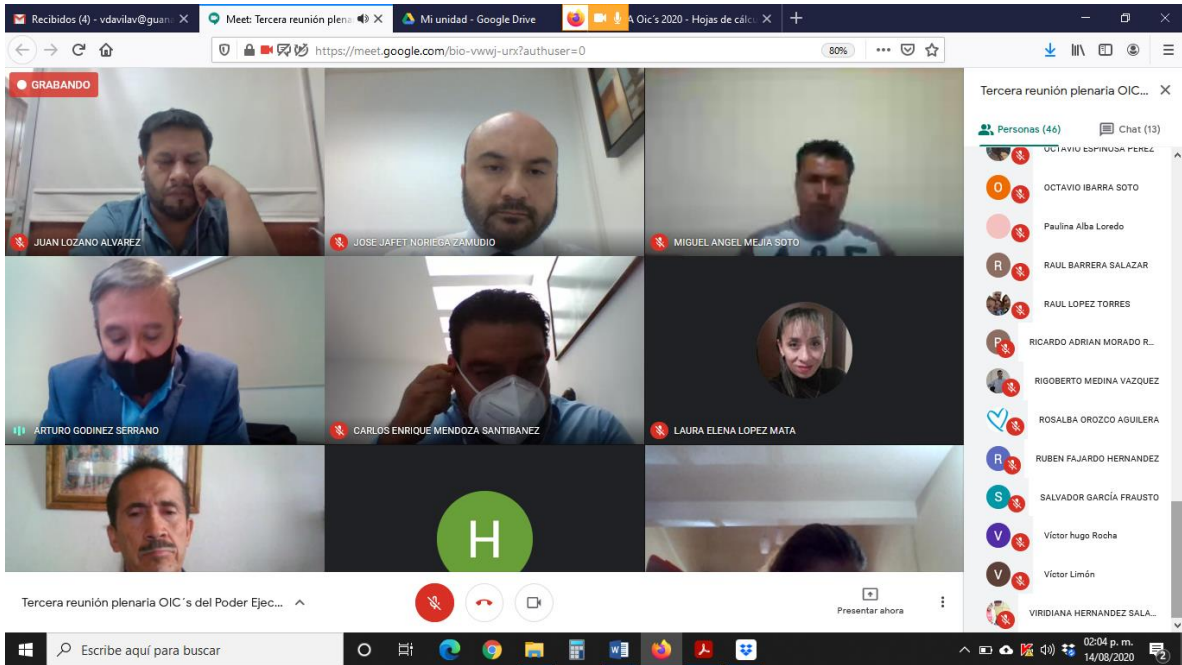 Recibidos (4) - vdavilav@guana
Meet: Tercera reunión plena
Mi unidad - Google Drive
A Oic´s 2020 - Hojas de cálcu
https://meet.google.com/bio-vwwj-urx?authuser=0
80%
GRABANDO
JUAN LOZANO ALVAREZ
JOSE JAFET NORIEGA ZAMUDIO
MIGUEL ANGEL MEJIA SOTO
ARTURO GODINEZ SERRANO
CARLOS ENRIQUE MENDOZA SANTIBANEZ
LAURA ELENA LOPEZ MATA
H
Tercera reunión plenaria OIC...
Personas (46)
Chat (13)
OCTAVIO ESPINOSA PEREZ
O
OCTAVIO IBARRA SOTO
Paulina Alba Loredo
R
RAUL BARRERA SALAZAR
RAUL LOPEZ TORRES
R
RICARDO ADRIAN MORADO R...
RIGOBERTO MEDINA VAZQUEZ
ROSALBA OROZCO AGUILERA
R
RUBEN FAJARDO HERNANDEZ
S
SALVADOR GARCÍA FRAUSTO
V
Víctor hugo Rocha
V
Víctor Limón
VIRIDIANA HERNANDEZ SALA...
Tercera reunión plenaria OIC´s del Poder Ejec...
Presentar ahora
Escribe aquí para buscar
02:04 p. m.
14/08/2020
2